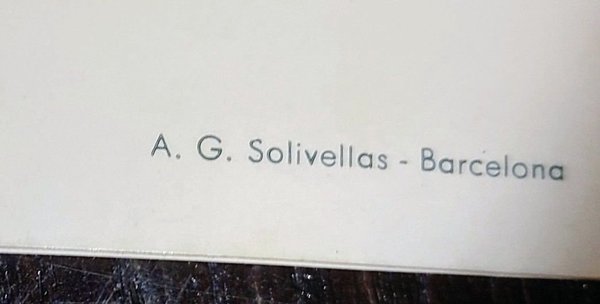 A. G. Solivellas - Barcelona